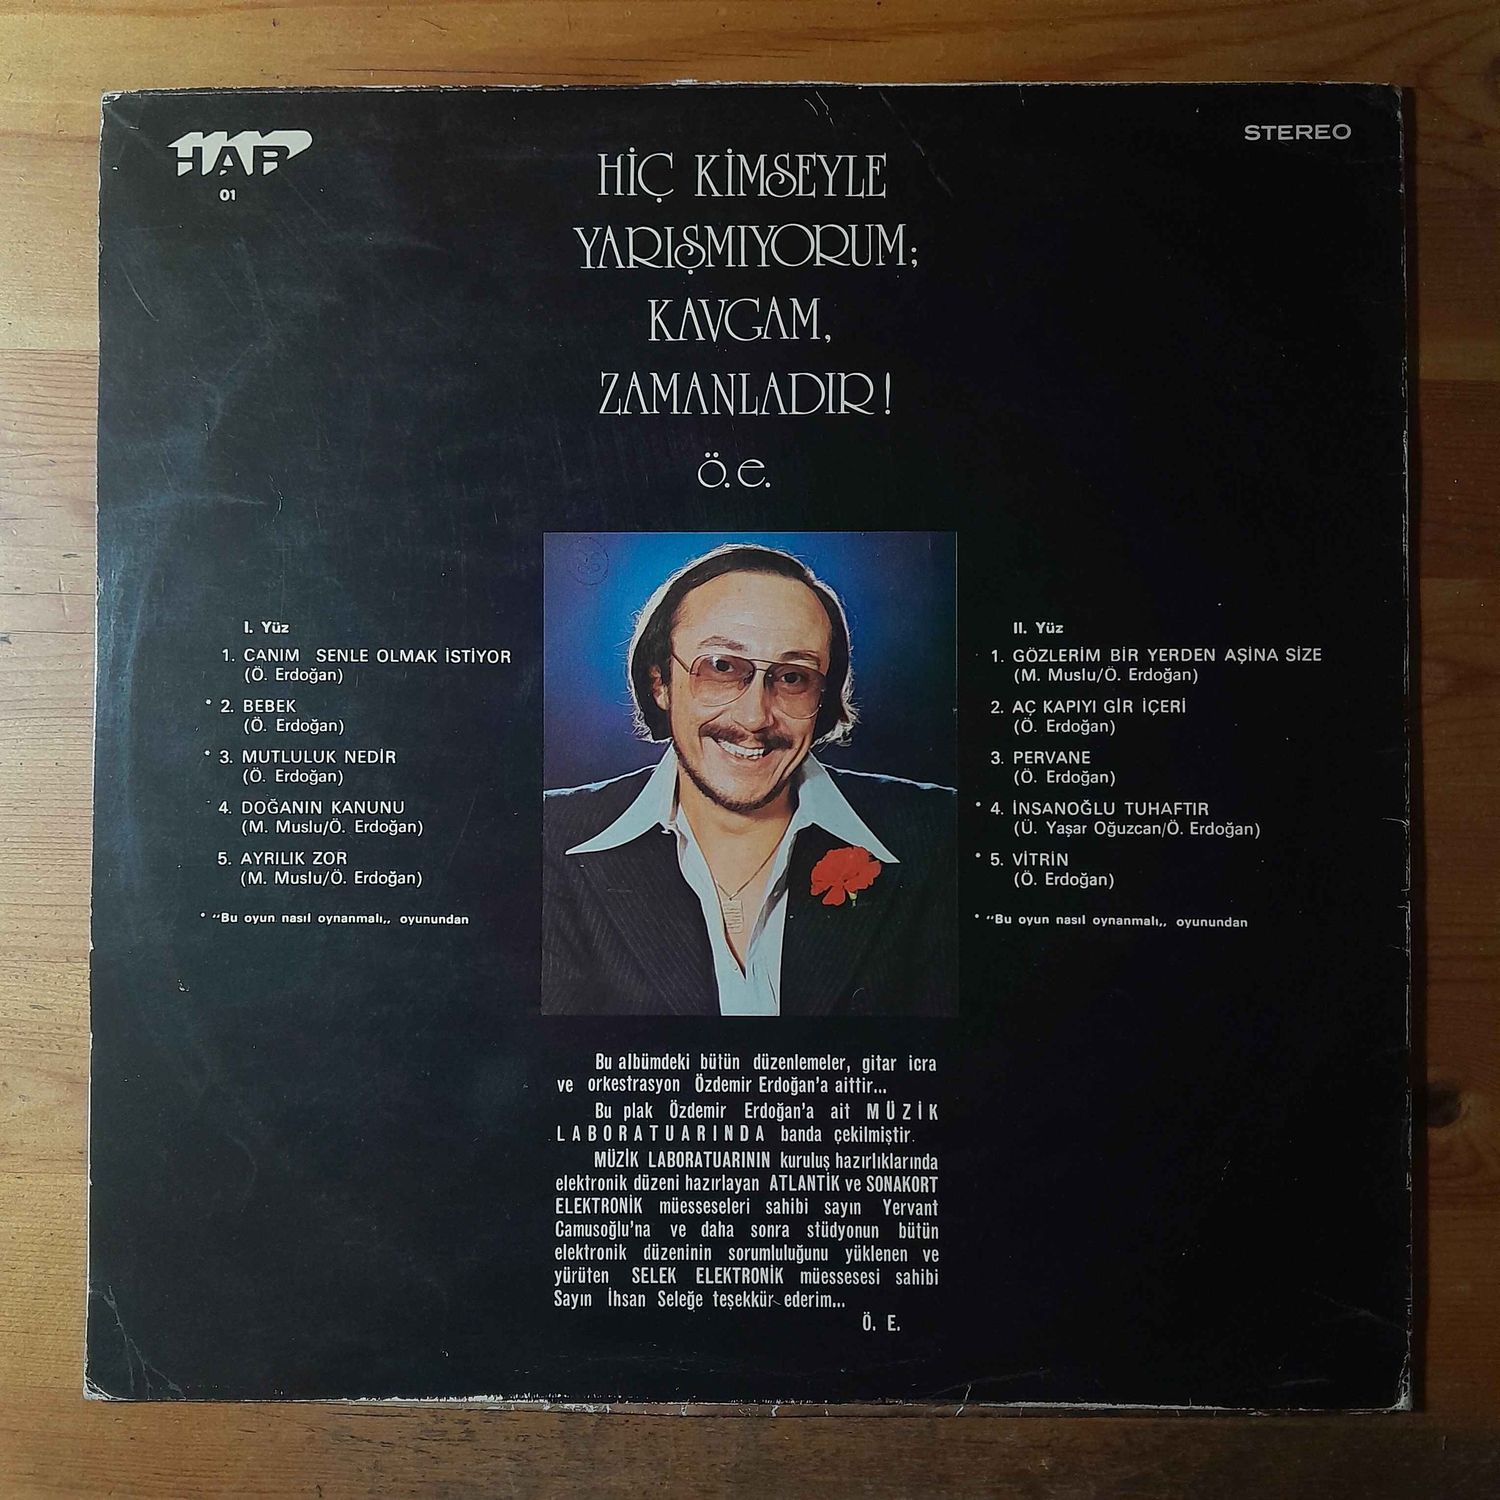 HAR
01
STEREO
HİÇ KİMSEYLE
YARIŞMIYORUM;
KAVGAM,
ZAMANLADIR!
ö.e.
I. Yüz
1. CANIM SENLE OLMAK İSTİYOR
(Ö. Erdoğan)
* 2. BEBEK
(Ö. Erdoğan)
* 3. MUTLULUK NEDİR
(Ö. Erdoğan)
4. DOĞANIN KANUNU
(M. Muslu/Ö. Erdoğan)
5. AYRILIK ZOR
(M. Muslu/Ö. Erdoğan)
* "Bu oyun nasıl oynanmalı,, oyunundan
II. Yüz
1. GÖZLERİM BİR YERDEN AŞİNA SİZE
(M. Muslu/Ö. Erdoğan)
2. AÇ KAPIYI GİR İÇERİ
(Ö. Erdoğan)
3. PERVANE
(Ö. Erdoğan)
* 4. İNSANOĞLU TUHAFTIR
(Ü. Yaşar Oğuzcan/Ö. Erdoğan)
* 5. VİTRİN
(Ö. Erdoğan)
* "Bu oyun nasıl oynanmalı,, oyunundan
Bu albümdeki bütün düzenlemeler, gitar icra
ve orkestrasyon Özdemir Erdoğan'a aittir...
Bu plak Özdemir Erdoğan'a ait MÜZİK
LABORATUARINDA banda çekilmiştir.
MÜZİK LABORATUARININ kuruluş hazırlıklarında
elektronik düzeni hazırlayan ATLANTİK ve SONAKORT
ELEKTRONİK müesseseleri sahibi sayın Yervant
Camusoğlu'na ve daha sonra stüdyonun bütün
elektronik düzeninin sorumluluğunu yüklenen ve
yürüten SELEK ELEKTRONİK müessesesi sahibi
Sayın İhsan Seleğe teşekkür ederim...
Ö. E.